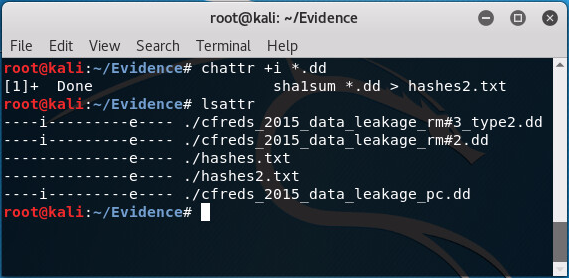 root@kali: ~/Evidence
File Edit View Search Terminal Help
root@kali:~/Evidence# chattr +i *.dd
[1]+  Done                    sha1sum *.dd > hashes2.txt
root@kali:~/Evidence# lsattr
----i---------e---- ./cfreds_2015_data_leakage_rm#3_type2.dd
----i---------e---- ./cfreds_2015_data_leakage_rm#2.dd
--------------e---- ./hashes.txt
--------------e---- ./hashes2.txt
----i---------e---- ./cfreds_2015_data_leakage_pc.dd
root@kali:~/Evidence#